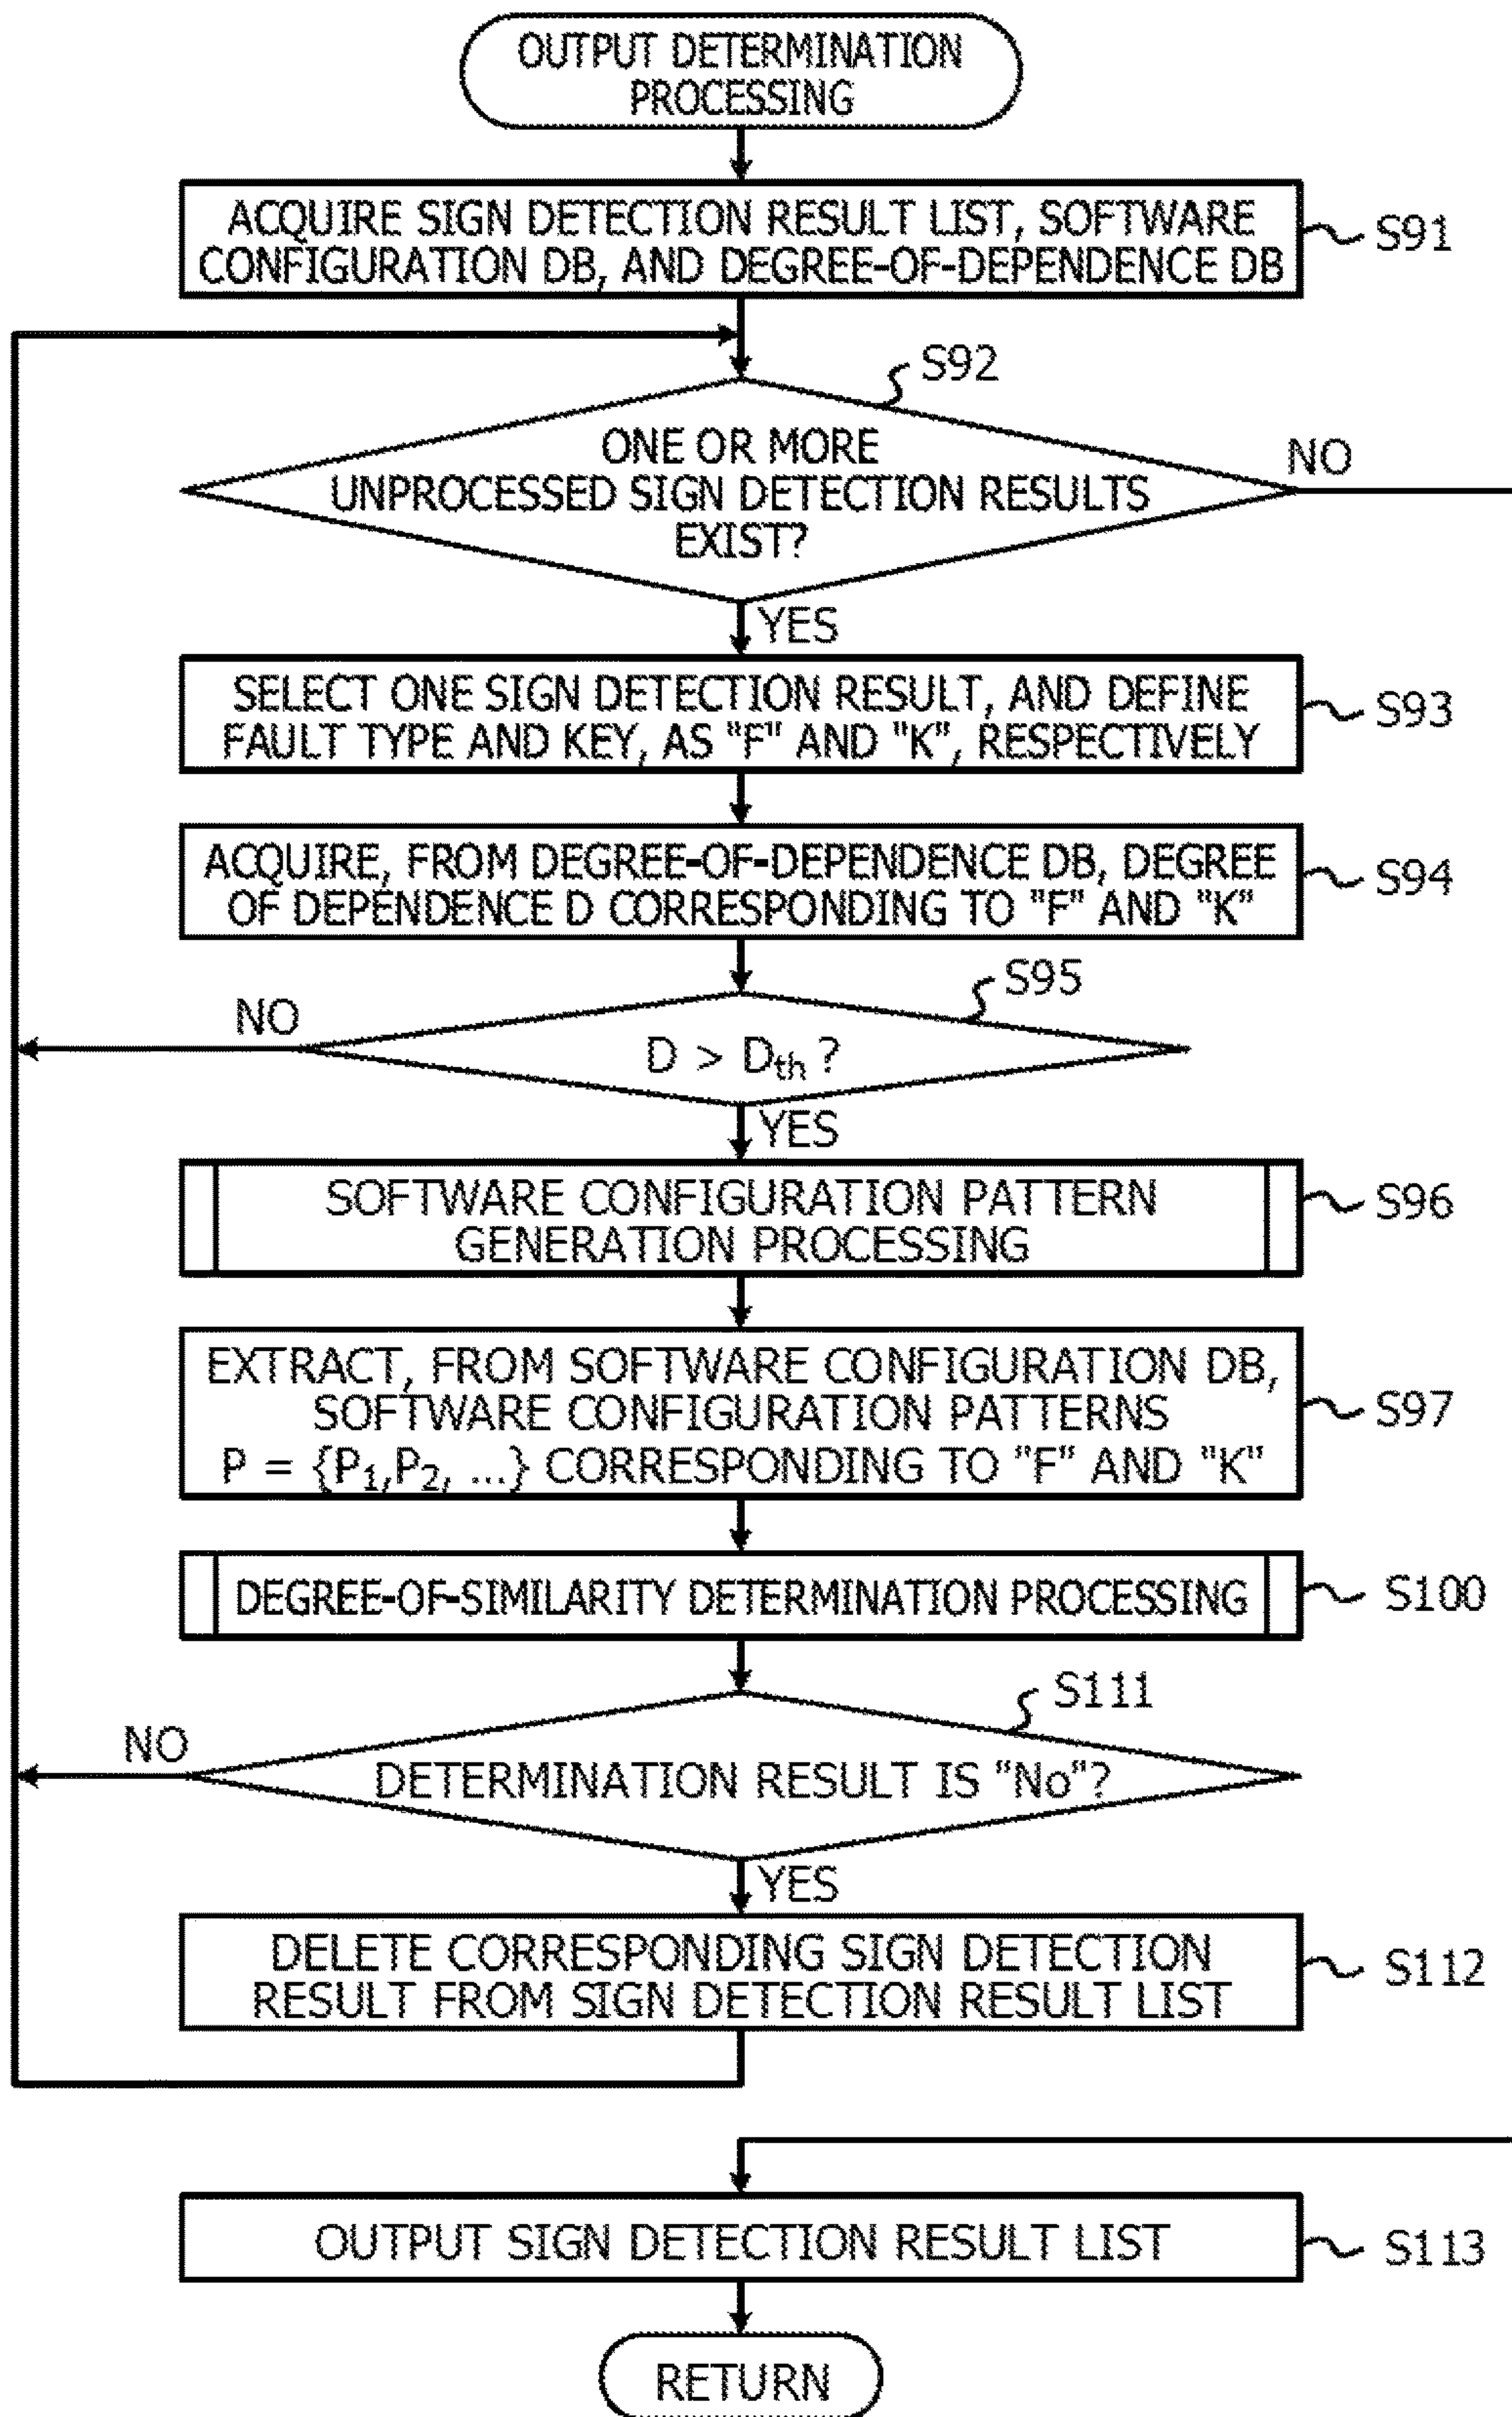 OUTPUT DETERMINATION
PROCESSING
ACQUIRE SIGN DETECTION RESULT LIST, SOFTWARE
CONFIGURATION DB, AND DEGREE-OF-DEPENDENCE DB
S91
S92
ONE OR MORE
UNPROCESSED SIGN DETECTION RESULTS
EXIST?
NO
YES
SELECT ONE SIGN DETECTION RESULT, AND DEFINE
FAULT TYPE AND KEY, AS "F" AND "K", RESPECTIVELY
S93
ACQUIRE, FROM DEGREE-OF-DEPENDENCE DB, DEGREE
OF DEPENDENCE D CORRESPONDING TO "F" AND "K"
S94
S95
NO
D > Dth ?
YES
SOFTWARE CONFIGURATION PATTERN
GENERATION PROCESSING
S96
EXTRACT, FROM SOFTWARE CONFIGURATION DB,
SOFTWARE CONFIGURATION PATTERNS
P = {P1,P2, ...} CORRESPONDING TO "F" AND "K"
S97
DEGREE-OF-SIMILARITY DETERMINATION PROCESSING
S100
S111
NO
DETERMINATION RESULT IS "No"?
YES
DELETE CORRESPONDING SIGN DETECTION
RESULT FROM SIGN DETECTION RESULT LIST
S112
OUTPUT SIGN DETECTION RESULT LIST
S113
RETURN